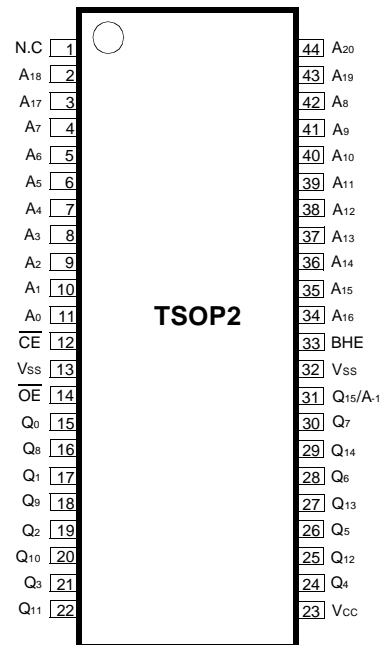 N.C 1 44 A20
A18 2 43 A19
A17 3 42 A8
A7 4 41 A9
A6 5 40 A10
A5 6 39 A11
A4 7 38 A12
A3 8 37 A13
A2 9 36 A14
A1 10 35 A15
A0 11 34 A16
TSOP2
CE 12 33 BHE
VSS 13 32 VSS
OE 14 31 Q15/A-1
Q0 15 30 Q7
Q8 16 29 Q14
Q1 17 28 Q6
Q9 18 27 Q13
Q2 19 26 Q5
Q10 20 25 Q12
Q3 21 24 Q4
Q11 22 23 VCC